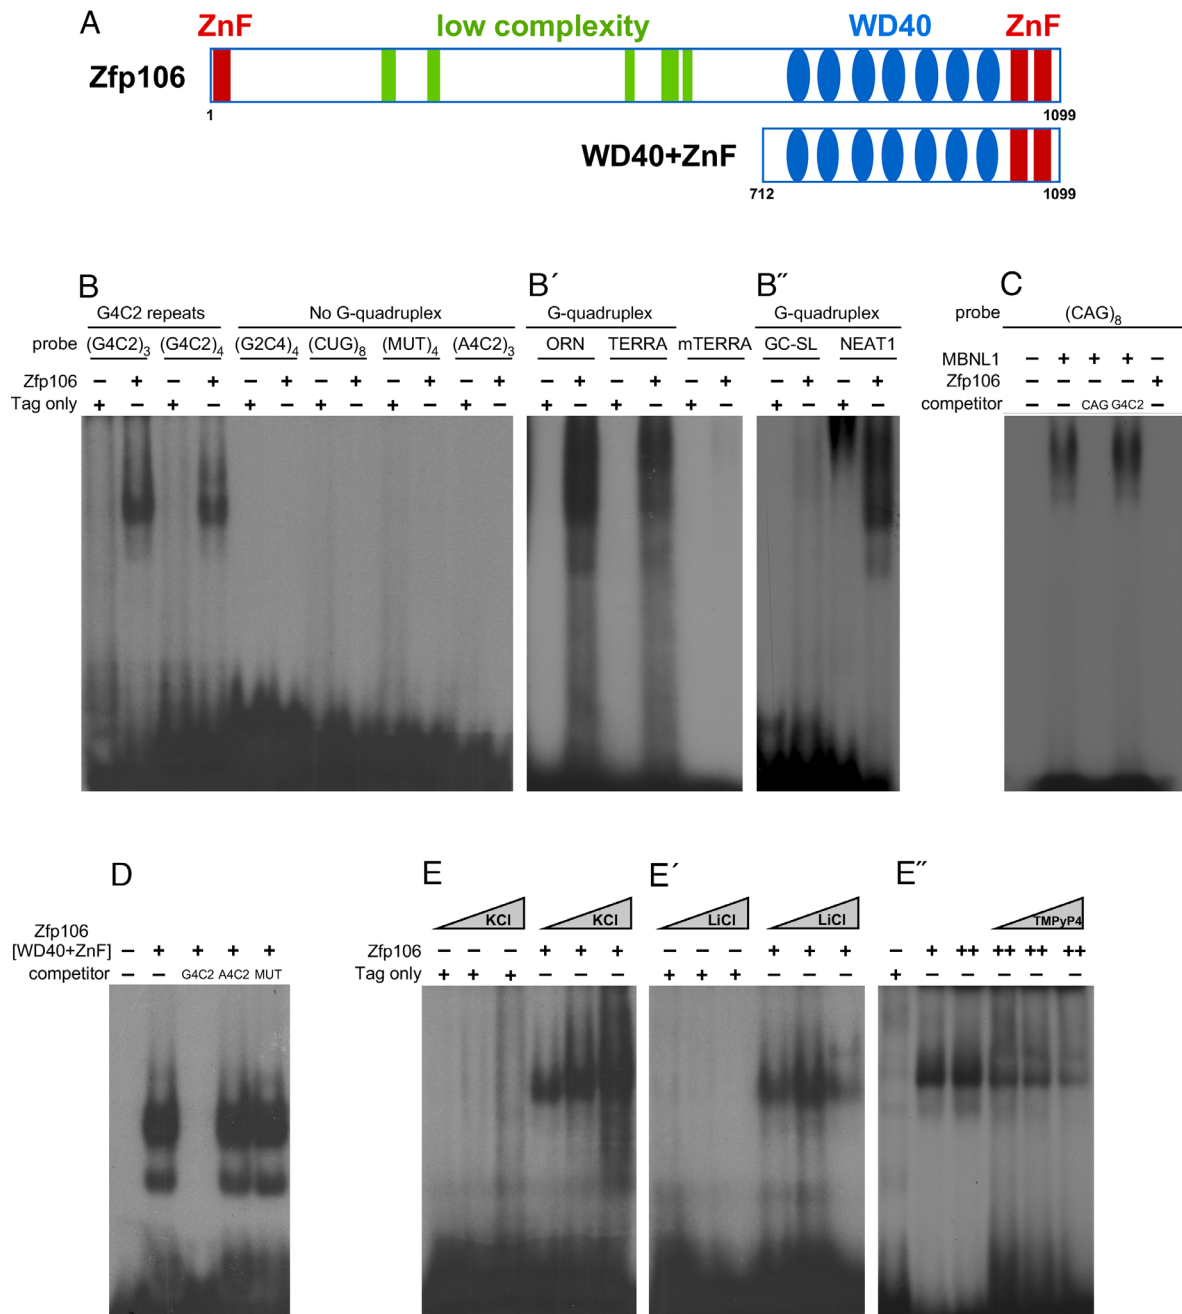 A
ZnF low complexity WD40 ZnF
Zfp106
1 1099
WD40+ZnF
712 1099
B B´ B˝ C
G4C2 repeats No G-quadruplex G-quadruplex G-quadruplex probe (CAG)8
probe (G4C2)3 (G4C2)4 (G2C4)4 (CUG)8 (MUT)4 (A4C2)3 ORN TERRA mTERRA GC-SL NEAT1
MBNL1 − + + + −
Zfp106 − + − + − + − + − + − + − + − + − + − + − + Zfp106 − − − − +
Tag only + − + − + − + − + − + − + − + − + − + − + − competitor − − CAG G4C2 −
D E E´ E˝
KCl KCl LiCl LiCl TMPyP4
Zfp106
[WD40+ZnF] − + + + +
competitor − − G4C2 A4C2 MUT
Zfp106 − − − + + + − − − + + + − + ++ ++ ++ ++
Tag only + + + − − − + + + − − − + − − − − −